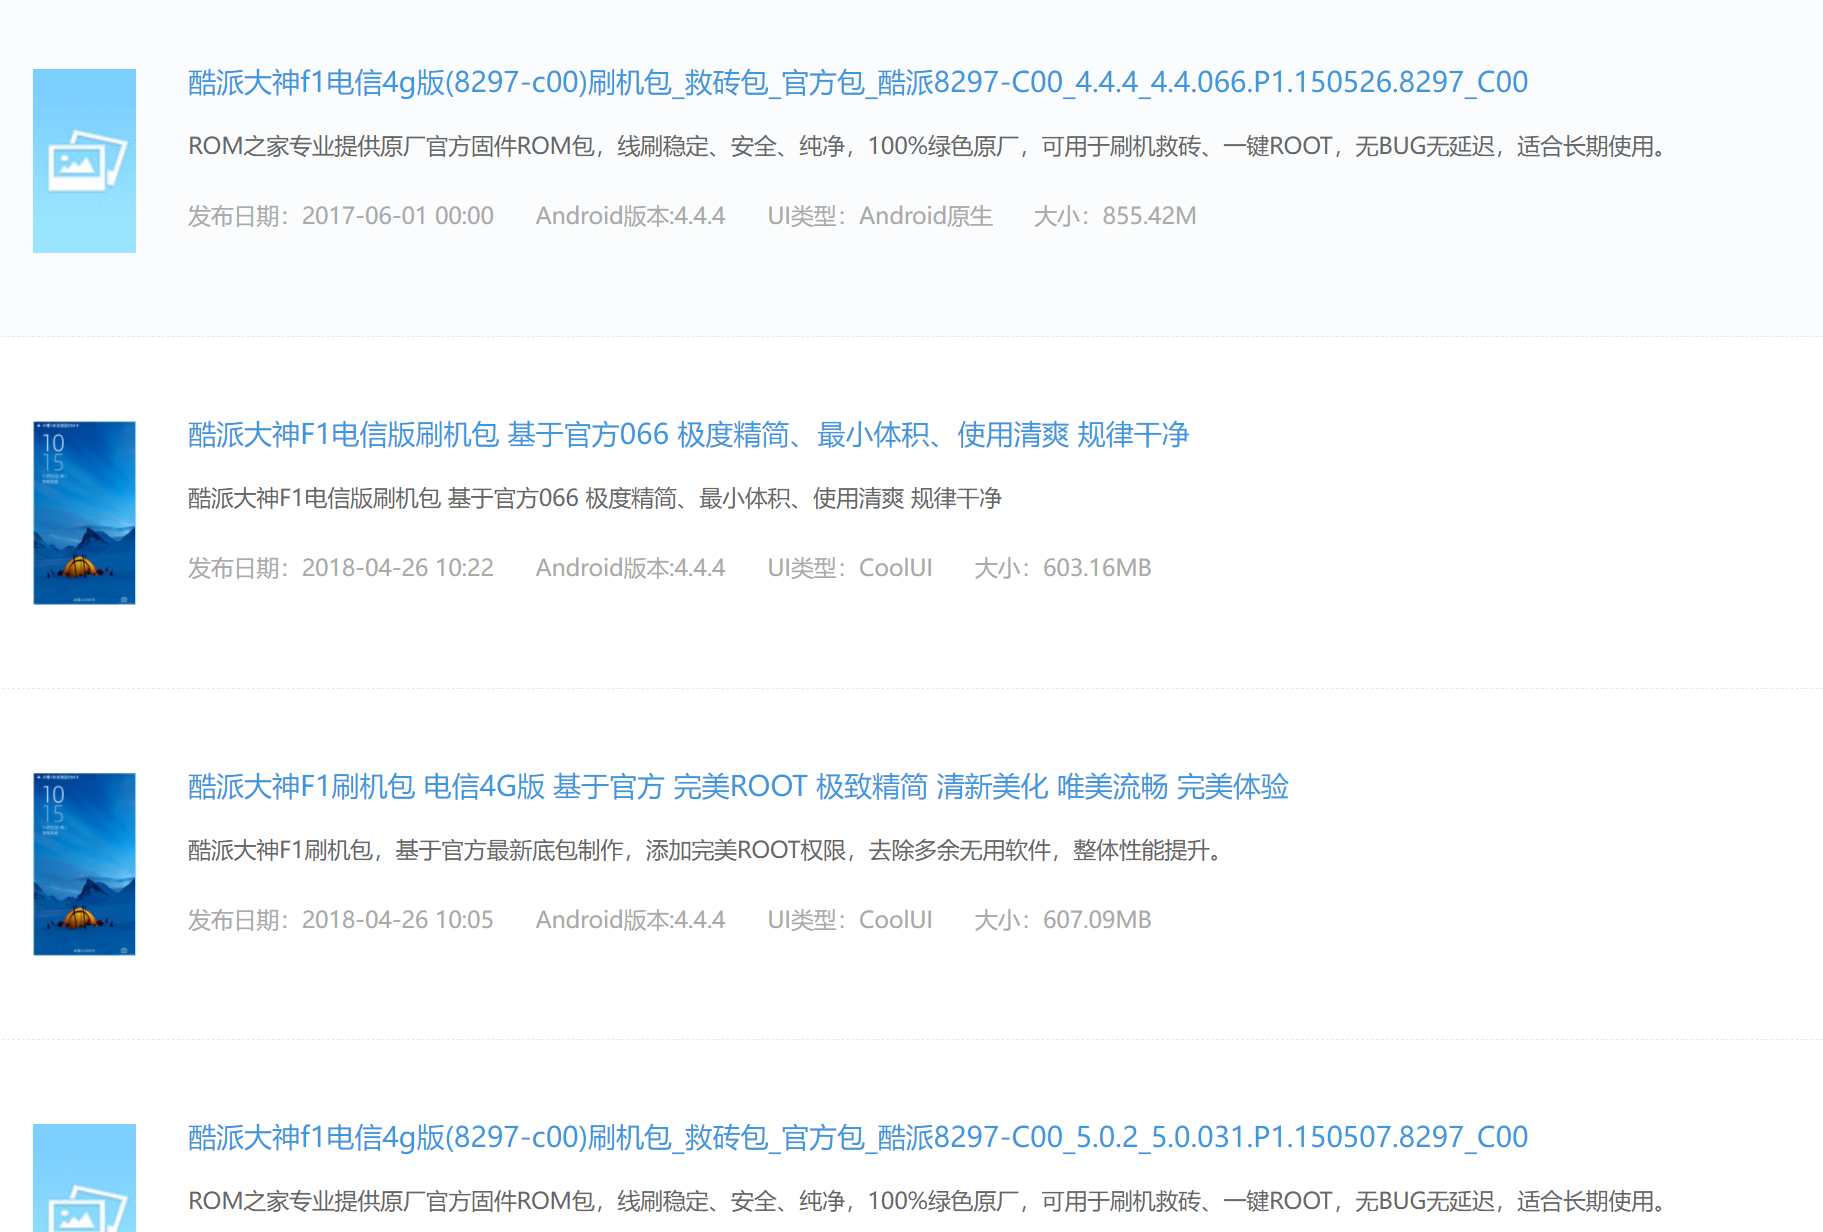 酷派大神f1电信4g版(8297-c00)刷机包_救砖包_官方包_酷派8297-C00_4.4.4_4.4.066.P1.150526.8297_C00
ROM之家专业提供原厂官方固件ROM包，线刷稳定、安全、纯净，100%绿色原厂，可用于刷机救砖、一键ROOT，无BUG无延迟，适合长期使用。
发布日期：2017-06-01 00:00 Android版本:4.4.4 UI类型：Android原生 大小：855.42M
10
15
酷派大神F1电信版刷机包 基于官方066 极度精简、最小体积、使用清爽 规律干净
酷派大神F1电信版刷机包 基于官方066 极度精简、最小体积、使用清爽 规律干净
发布日期：2018-04-26 10:22 Android版本:4.4.4 UI类型：CoolUI 大小：603.16MB
10
15
酷派大神F1刷机包 电信4G版 基于官方 完美ROOT 极致精简 清新美化 唯美流畅 完美体验
酷派大神F1刷机包，基于官方最新底包制作，添加完美ROOT权限，去除多余无用软件，整体性能提升。
发布日期：2018-04-26 10:05 Android版本:4.4.4 UI类型：CoolUI 大小：607.09MB
酷派大神f1电信4g版(8297-c00)刷机包_救砖包_官方包_酷派8297-C00_5.0.2_5.0.031.P1.150507.8297_C00
ROM之家专业提供原厂官方固件ROM包，线刷稳定、安全、纯净，100%绿色原厂，可用于刷机救砖、一键ROOT，无BUG无延迟，适合长期使用。